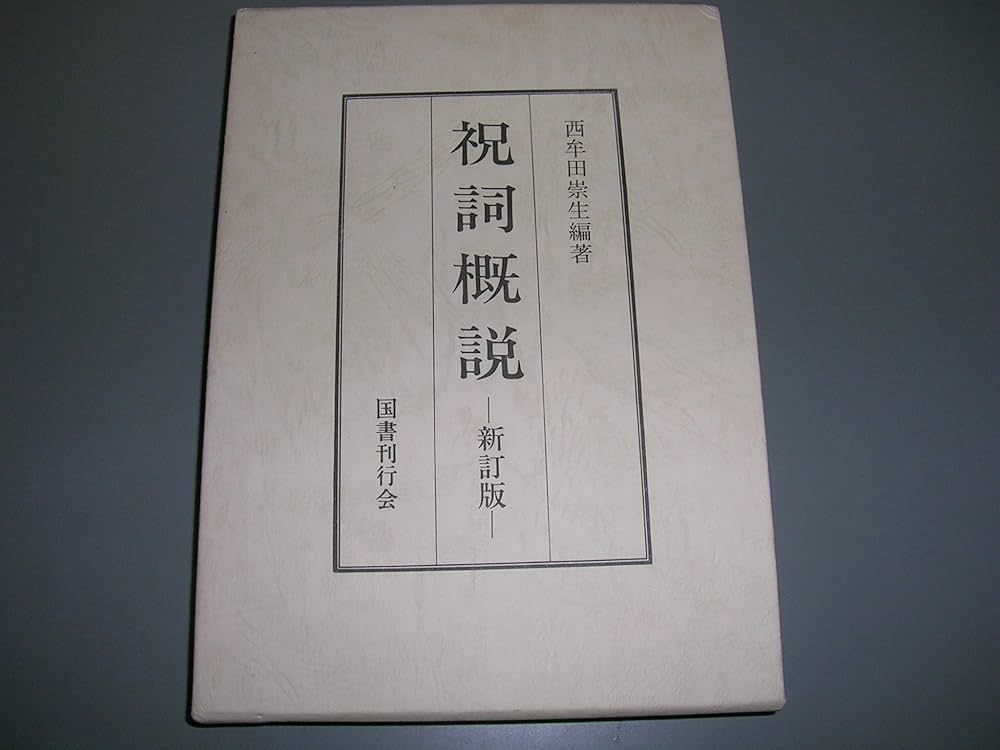 西牟田崇生編著
祝詞概説
―新訂版―
国書刊行会